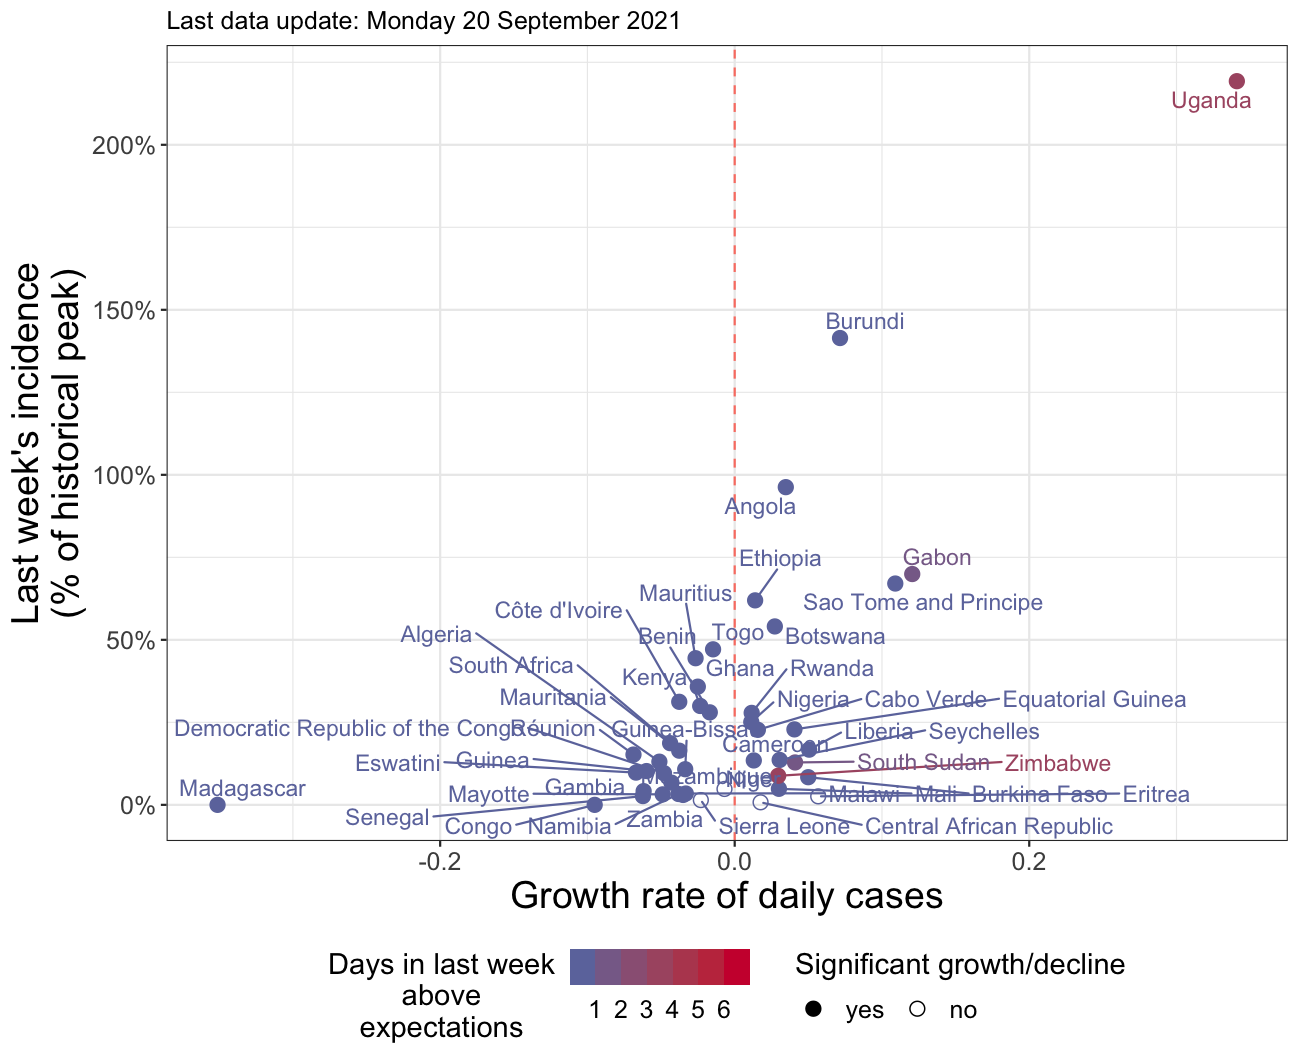 Last data update: Monday 20 September 2021
Last week's incidence
(% of historical peak)
200%
150%
100%
50%
0%
Uganda
Burundi
Angola
Ethiopia
Gabon
Mauritius
Sao Tome and Principe
Côte d'Ivoire
Algeria
Benin
Togo
Botswana
South Africa
Ghana
Rwanda
Kenya
Mauritania
Nigeria
Cabo Verde
Equatorial Guinea
Democratic Republic of the Congo
Réunion
Guinea-Bissau
Liberia
Seychelles
Cameroon
Eswatini
Guinea
South Sudan
Zimbabwe
Mozambique
Niger
Madagascar
Gambia
Mayotte
Malawi
Mali
Burkina Faso
Eritrea
Senegal
Congo
Namibia
Zambia
Sierra Leone
Central African Republic
-0.2
0.0
0.2
Growth rate of daily cases
Days in last week
above
expectations
1 2 3 4 5 6
Significant growth/decline
yes
no